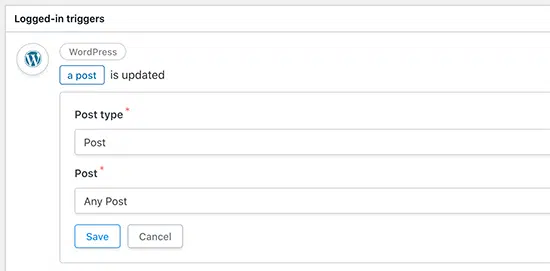 Logged-in triggers
WordPress
a post is updated
Post type *
Post
Post *
Any Post
Save Cancel